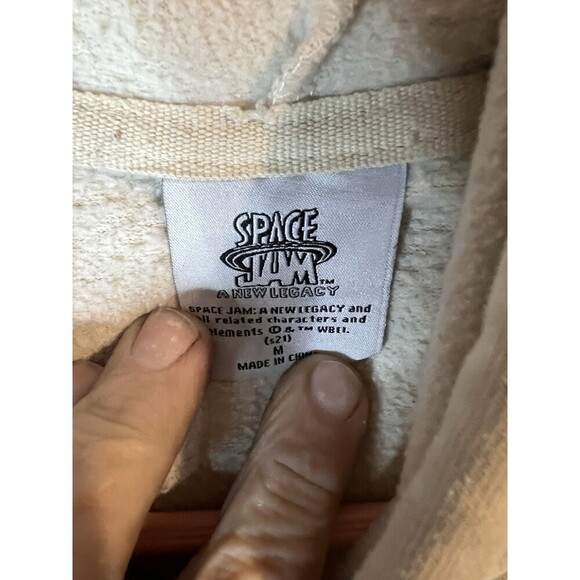 SPACE
JAM™
A NEW LEGACY
SPACE JAM: A NEW LEGACY and
all related characters and
elements © & ™ WBEI.
(s21)
M
MADE IN CHINA